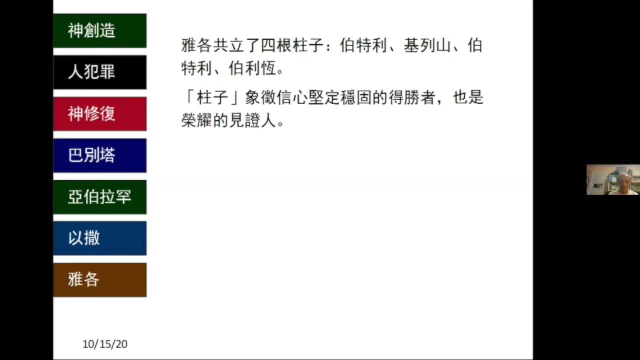 神創造
人犯罪
神修復
巴別塔
亞伯拉罕
以撒
雅各
雅各共立了四根柱子：伯特利、基列山、伯
特利、伯利恆。
「柱子」象徵信心堅定穩固的得勝者，也是
榮耀的見證人。
10/15/20